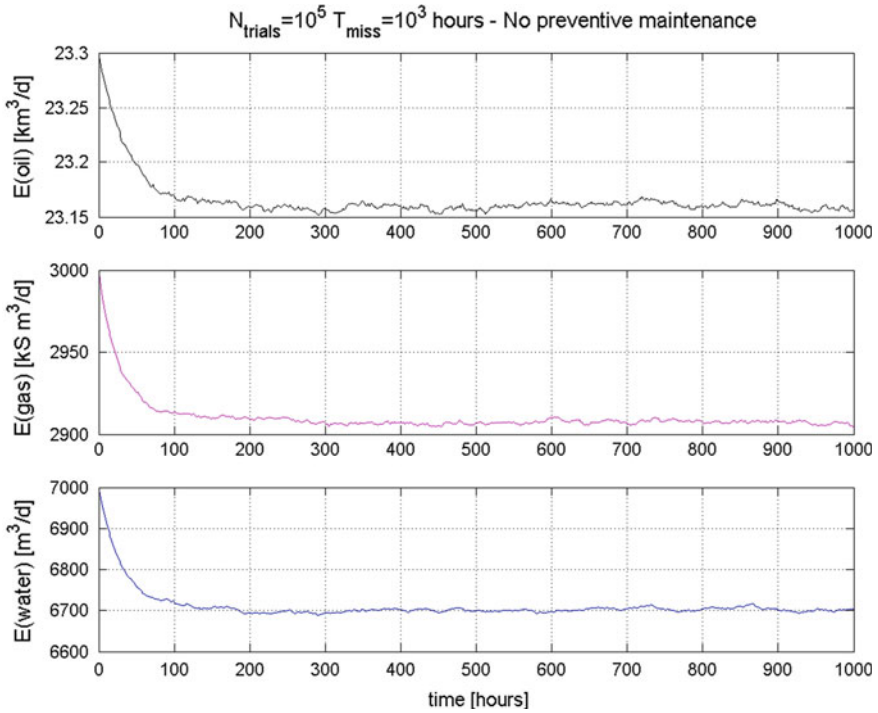 N_trials=10^5 T_miss=10^3 hours - No preventive maintenance
E(oil) [km^3/d]
23.3
23.25
23.2
23.15
0 100 200 300 400 500 600 700 800 900 1000
E(gas) [kS m^3/d]
3000
2950
2900
0 100 200 300 400 500 600 700 800 900 1000
E(water) [m^3/d]
7000
6900
6800
6700
6600
0 100 200 300 400 500 600 700 800 900 1000
time [hours]